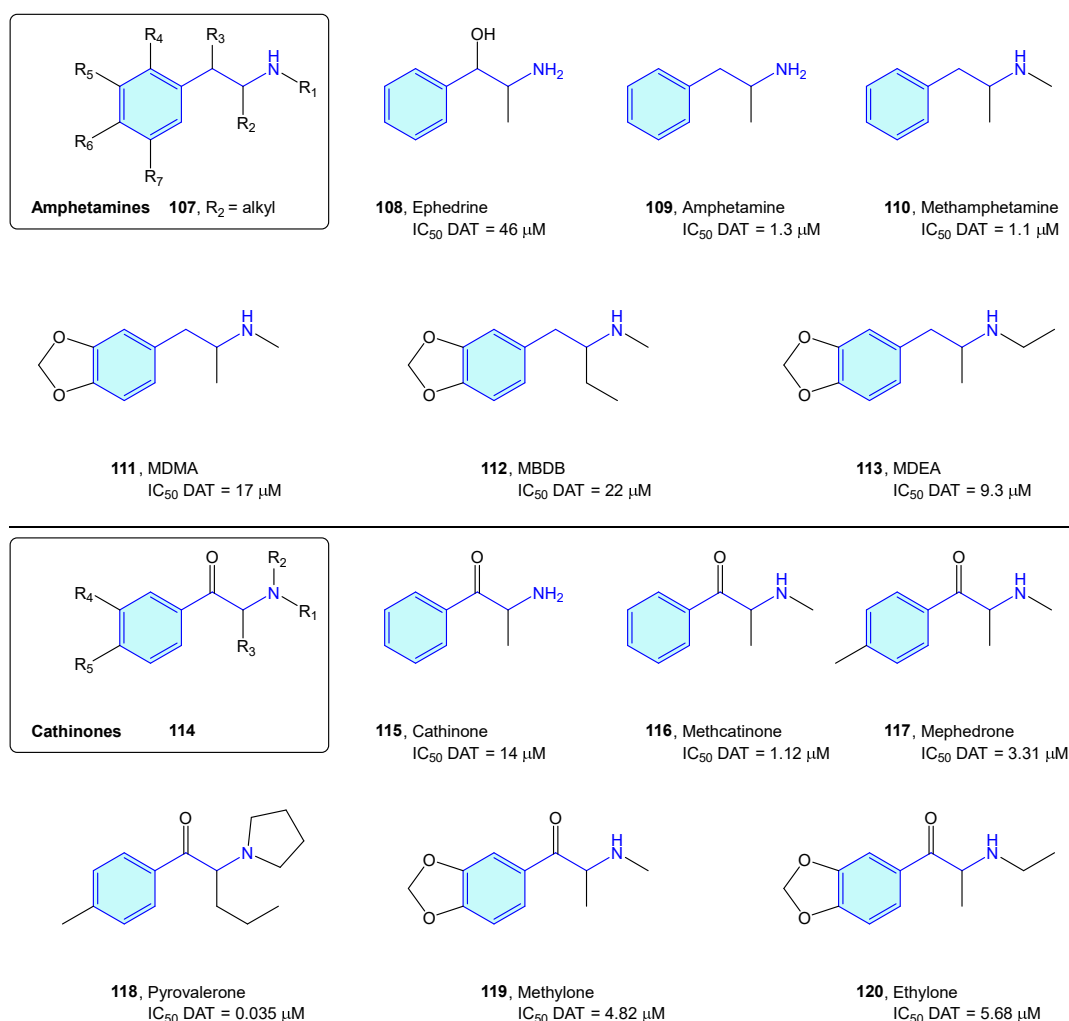 R4 R3
R5 H
N
R1
R2
R6
R7
Amphetamines 107, R2 = alkyl
OH
NH2
108, Ephedrine
IC50 DAT = 46 μM
NH2
109, Amphetamine
IC50 DAT = 1.3 μM
H
N
110, Methamphetamine
IC50 DAT = 1.1 μM
O
O
H
N
111, MDMA
IC50 DAT = 17 μM
O
O
H
N
112, MBDB
IC50 DAT = 22 μM
O
O
H
N
113, MDEA
IC50 DAT = 9.3 μM
O R2
R4 N
R1
R3
R5
Cathinones 114
O
NH2
115, Cathinone
IC50 DAT = 14 μM
O
H
N
116, Methcatinone
IC50 DAT = 1.12 μM
O
H
N
117, Mephedrone
IC50 DAT = 3.31 μM
O
N
118, Pyrovalerone
IC50 DAT = 0.035 μM
O
H
N
O
O
119, Methylone
IC50 DAT = 4.82 μM
O
H
N
O
O
120, Ethylone
IC50 DAT = 5.68 μM